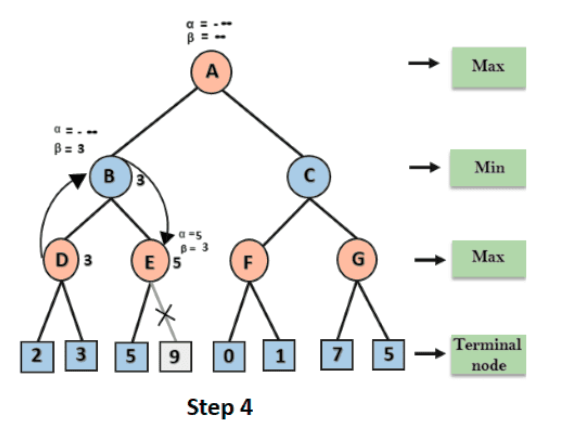 α = - ∞
β = ∞
A
Max
α = - ∞
β = 3
B
3
C
Min
α =5
β = 3
D
3
E
5
F
G
Max
2
3
5
9
0
1
7
5
Terminal
node
Step 4